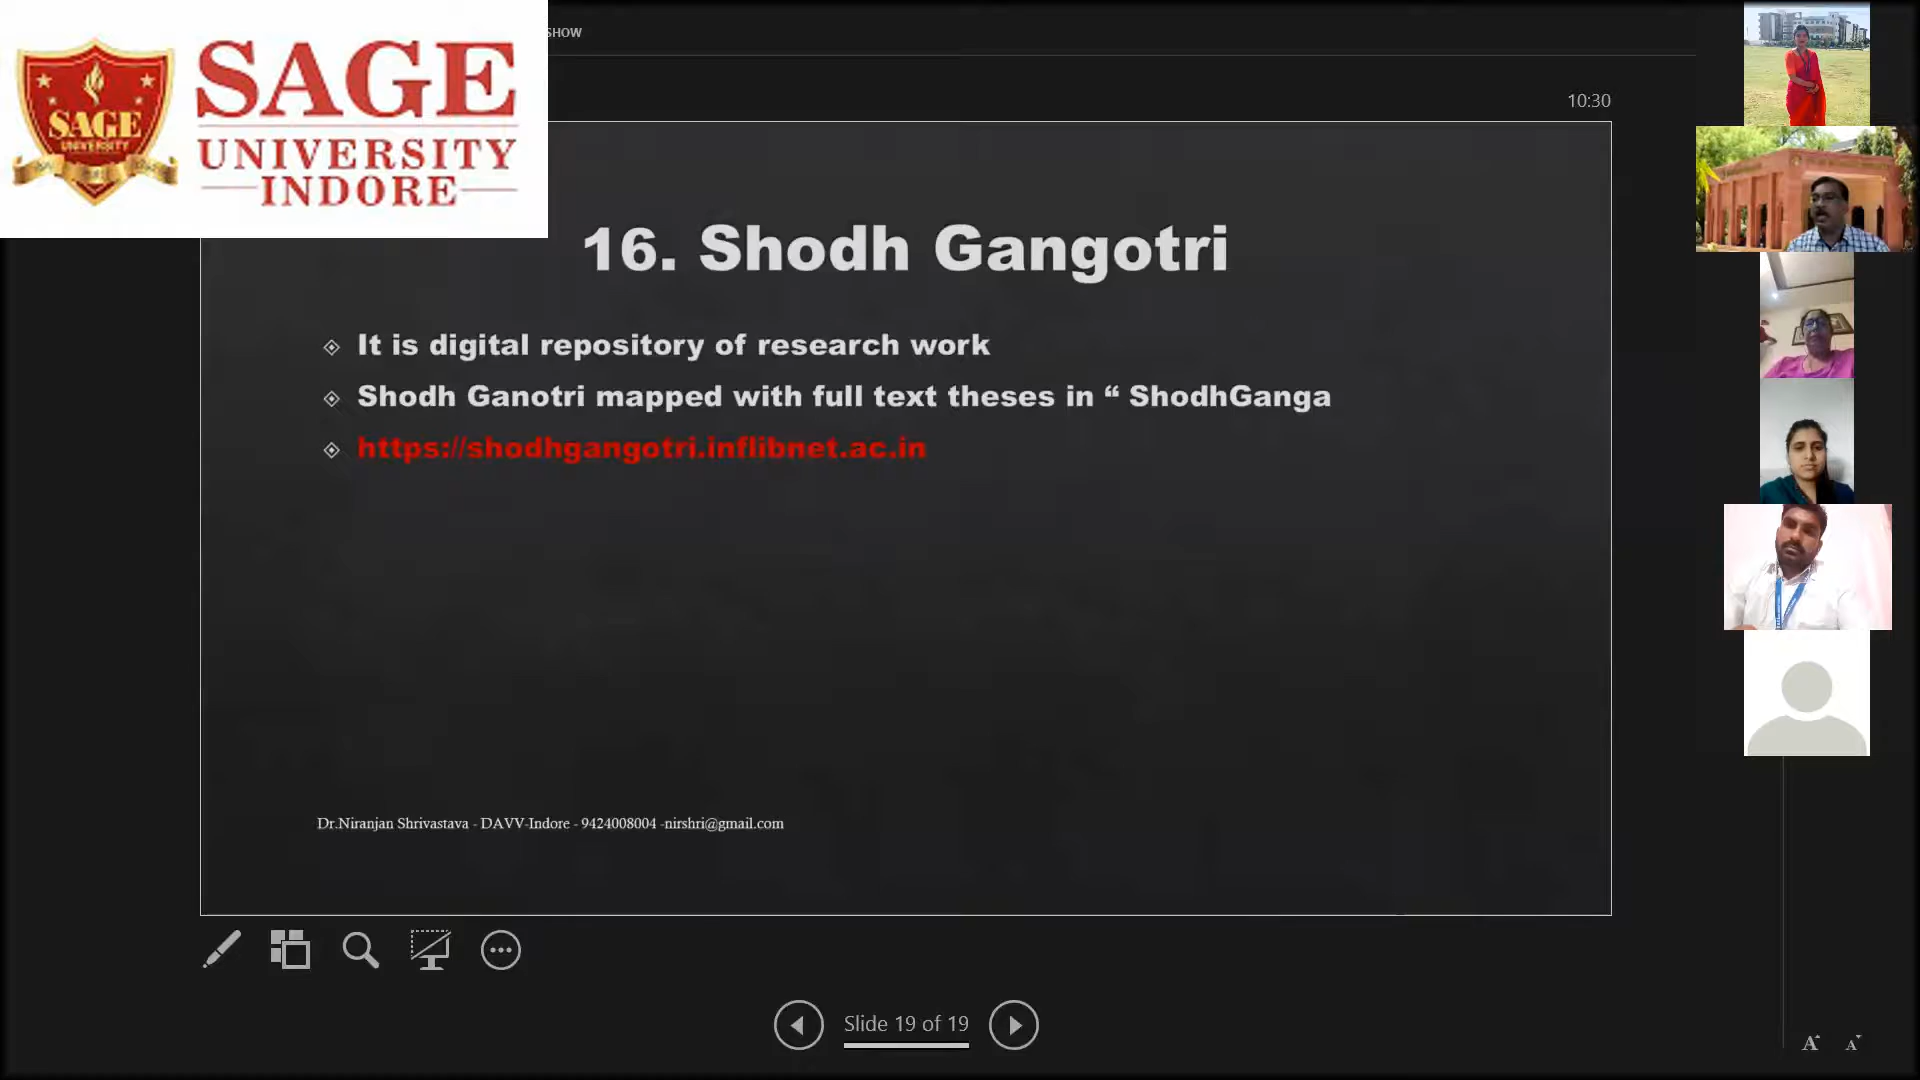 SHOW
SAGE
UNIVERSITY
INDORE
SAGE
UNIVERSITY
10:30
16. Shodh Gangotri
It is digital repository of research work
Shodh Ganotri mapped with full text theses in “ ShodhGanga
https://shodhgangotri.inflibnet.ac.in
Dr.Niranjan Shrivastava - DAVV-Indore - 9424008004 -nirshri@gmail.com
Slide 19 of 19
A A